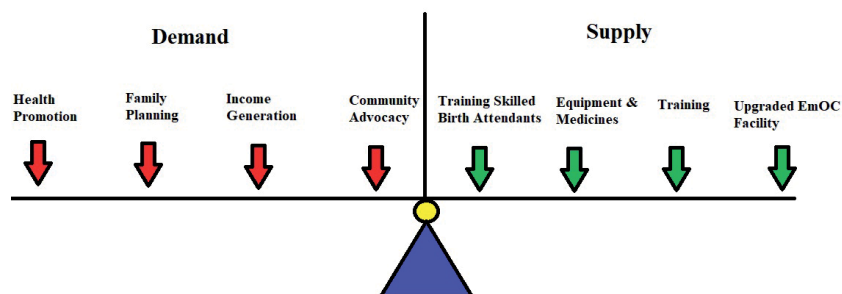 Demand
Supply
Health
Promotion
Family
Planning
Income
Generation
Community
Advocacy
Training Skilled
Birth Attendants
Equipment &
Medicines
Training
Upgraded EmOC
Facility